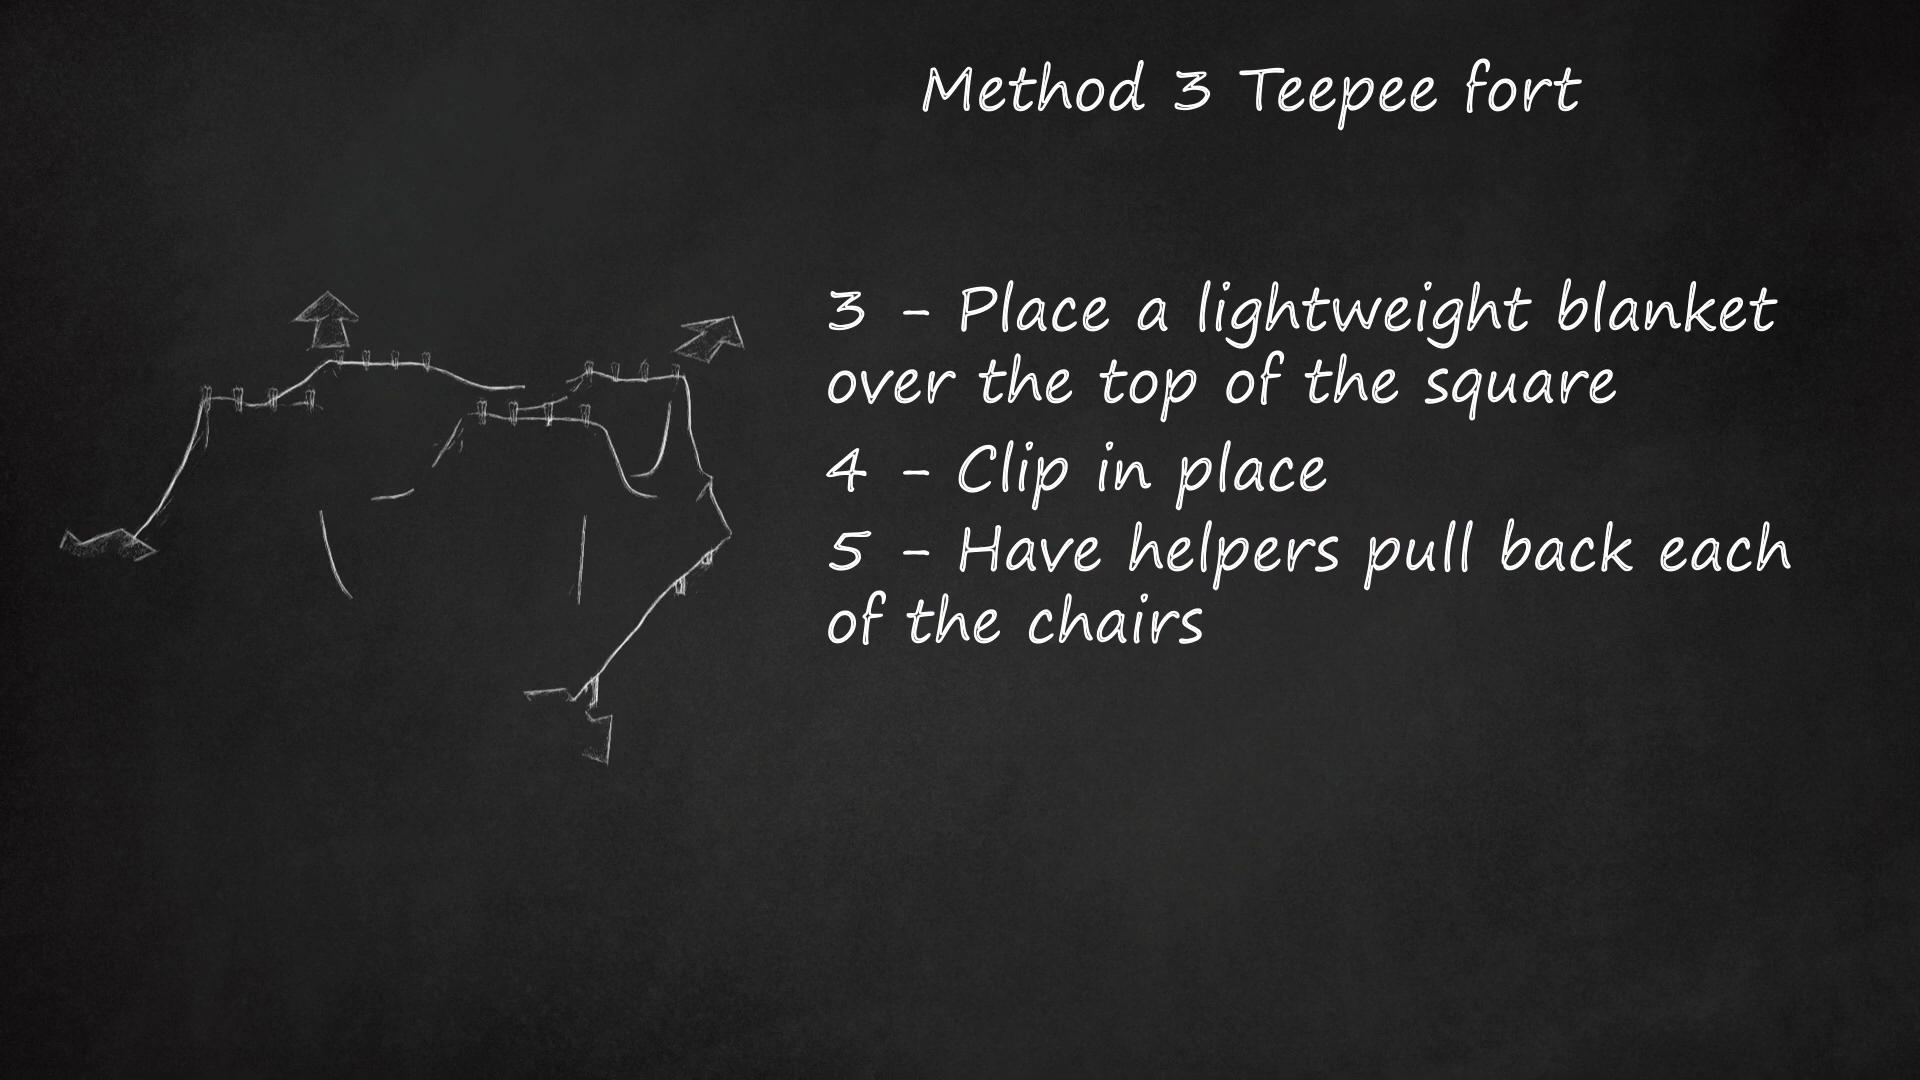 Method 3 Teepee fort
3 - Place a lightweight blanket
over the top of the square
4 - Clip in place
5 - Have helpers pull back each
of the chairs